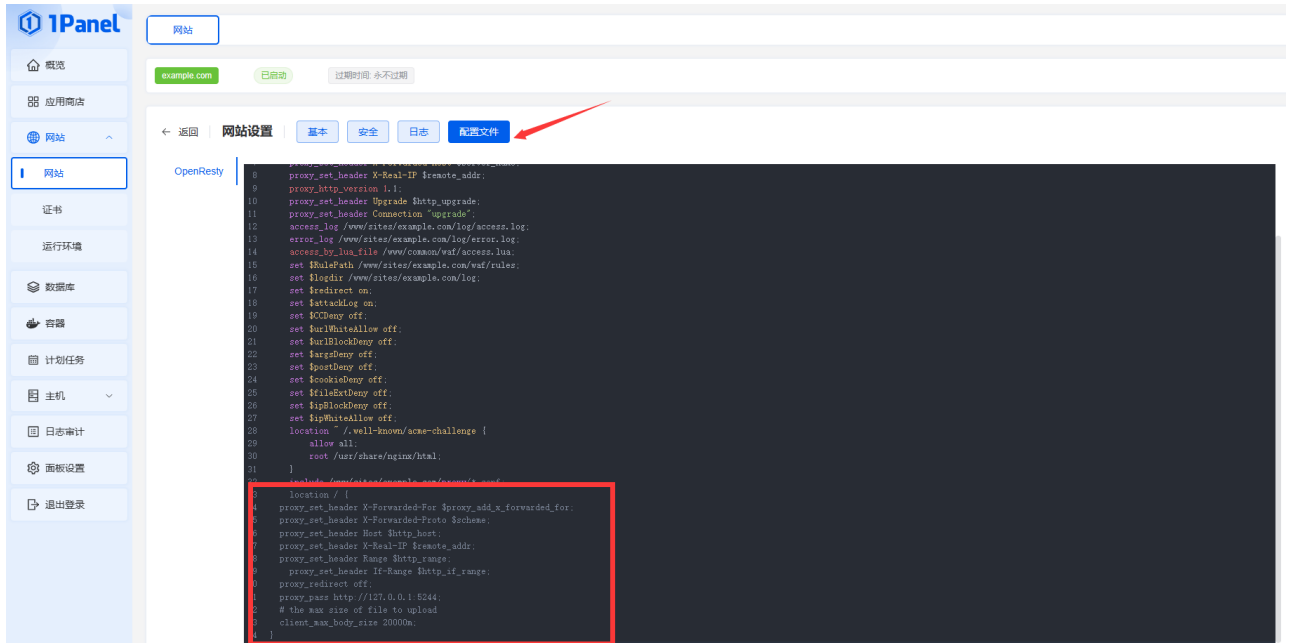 1Panel
网站
概览
example.com
已启动
过期时间: 永不过期
应用商店
网站
← 返回
网站设置
基本
安全
日志
配置文件
网站
OpenResty
证书
运行环境
数据库
容器
计划任务
主机
日志审计
面板设置
退出登录
8 proxy_set_header X-Real-IP $remote_addr;
9 proxy_http_version 1.1;
10 proxy_set_header Upgrade $http_upgrade;
11 proxy_set_header Connection "upgrade";
12 access_log /www/sites/example.com/log/access.log;
13 error_log /www/sites/example.com/log/error.log;
14 access_by_lua_file /www/common/waf/access.lua;
15 set $RulePath /www/sites/example.com/waf/rules;
16 set $logdir /www/sites/example.com/log;
17 set $redirect on;
18 set $attackLog on;
19 set $CCDeny off;
20 set $urlWhiteAllow off;
21 set $urlBlockDeny off;
22 set $argsDeny off;
23 set $postDeny off;
24 set $cookieDeny off;
25 set $fileExtDeny off;
26 set $ipBlockDeny off;
27 set $ipWhiteAllow off;
28 location ~ /.well-known/acme-challenge {
29 allow all;
30 root /usr/share/nginx/html;
31 }
3 location / {
4 proxy_set_header X-Forwarded-For $proxy_add_x_forwarded_for;
5 proxy_set_header X-Forwarded-Proto $scheme;
6 proxy_set_header Host $http_host;
7 proxy_set_header X-Real-IP $remote_addr;
8 proxy_set_header Range $http_range;
9 proxy_set_header If-Range $http_if_range;
0 proxy_redirect off;
1 proxy_pass http://127.0.0.1:5244;
2 # the max size of file to upload
3 client_max_body_size 20000m;
4 }